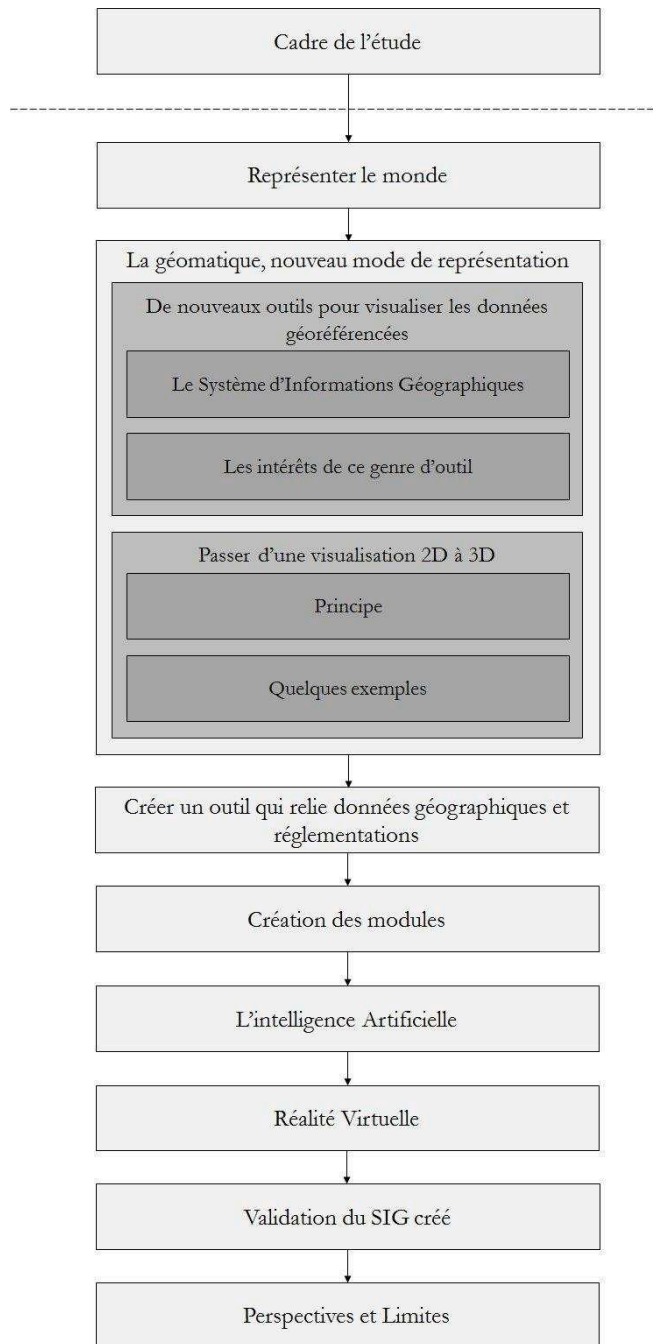 Cadre de l’étude
Représenter le monde
La géomatique, nouveau mode de représentation
De nouveaux outils pour visualiser les données
géoréférencées
Le Système d’Informations Géographiques
Les intérêts de ce genre d’outil
Passer d’une visualisation 2D à 3D
Principe
Quelques exemples
Créer un outil qui relie données géographiques et
réglementations
Création des modules
L’intelligence Artificielle
Réalité Virtuelle
Validation du SIG créé
Perspectives et Limites